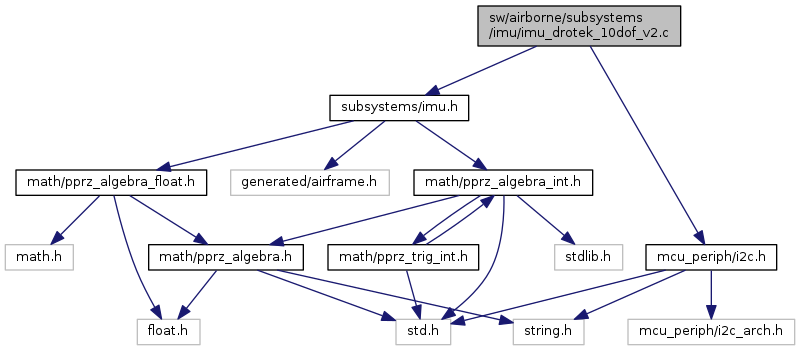 sw/airborne/subsystems
/imu/imu_drotek_10dof_v2.c
subsystems/imu.h
math/pprz_algebra_float.h
generated/airframe.h
math/pprz_algebra_int.h
math.h
math/pprz_algebra.h
math/pprz_trig_int.h
stdlib.h
mcu_periph/i2c.h
float.h
std.h
string.h
mcu_periph/i2c_arch.h